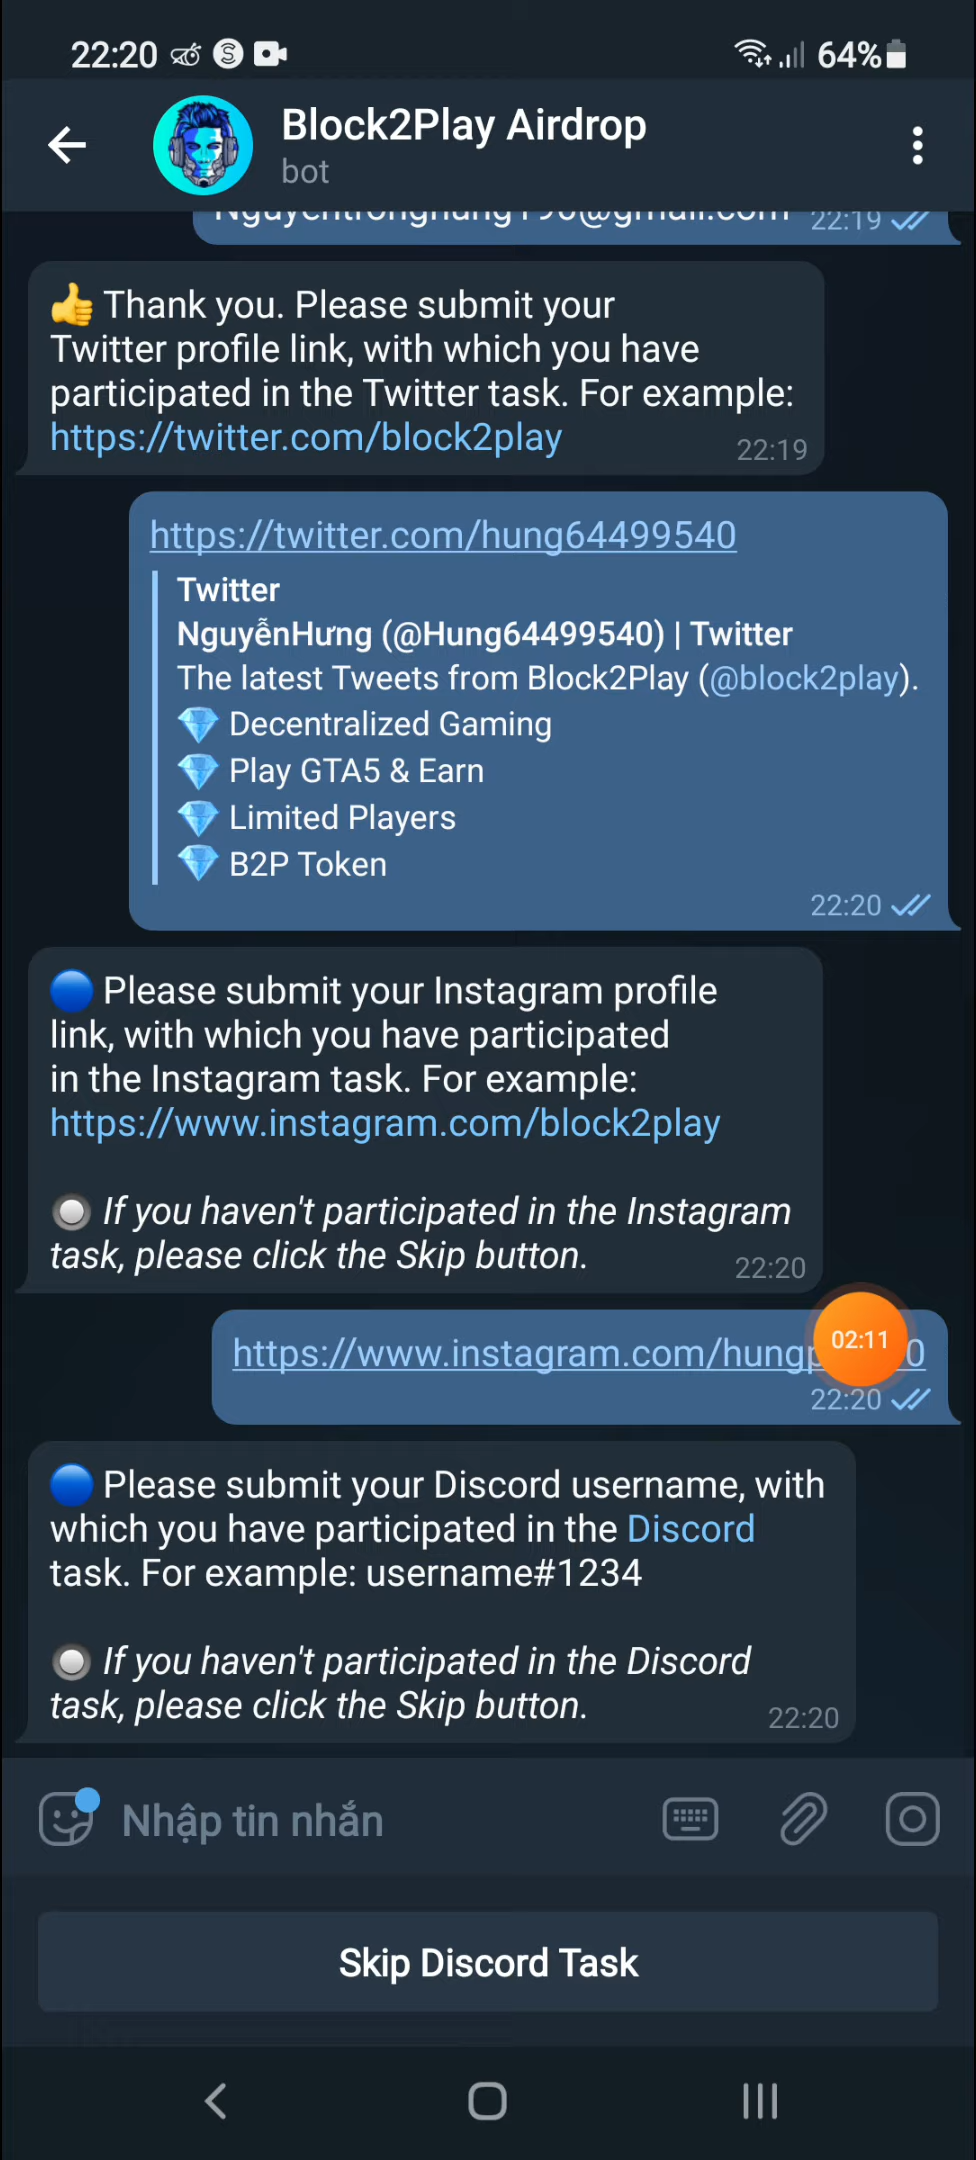 22:20
64%
Block2Play Airdrop
bot
Nguyentronghung196@gmail.com 22:19
👍 Thank you. Please submit your
Twitter profile link, with which you have
participated in the Twitter task. For example:
https://twitter.com/block2play
22:19
https://twitter.com/hung64499540
Twitter
NguyễnHưng (@Hung64499540) | Twitter
The latest Tweets from Block2Play (@block2play).
💎 Decentralized Gaming
💎 Play GTA5 & Earn
💎 Limited Players
💎 B2P Token
22:20
🔵 Please submit your Instagram profile
link, with which you have participated
in the Instagram task. For example:
https://www.instagram.com/block2play
🔘 If you haven't participated in the Instagram
task, please click the Skip button.
22:20
02:11
22:20
🔵 Please submit your Discord username, with
which you have participated in the Discord
task. For example: username#1234
🔘 If you haven't participated in the Discord
task, please click the Skip button.
22:20
Nhập tin nhắn
Skip Discord Task